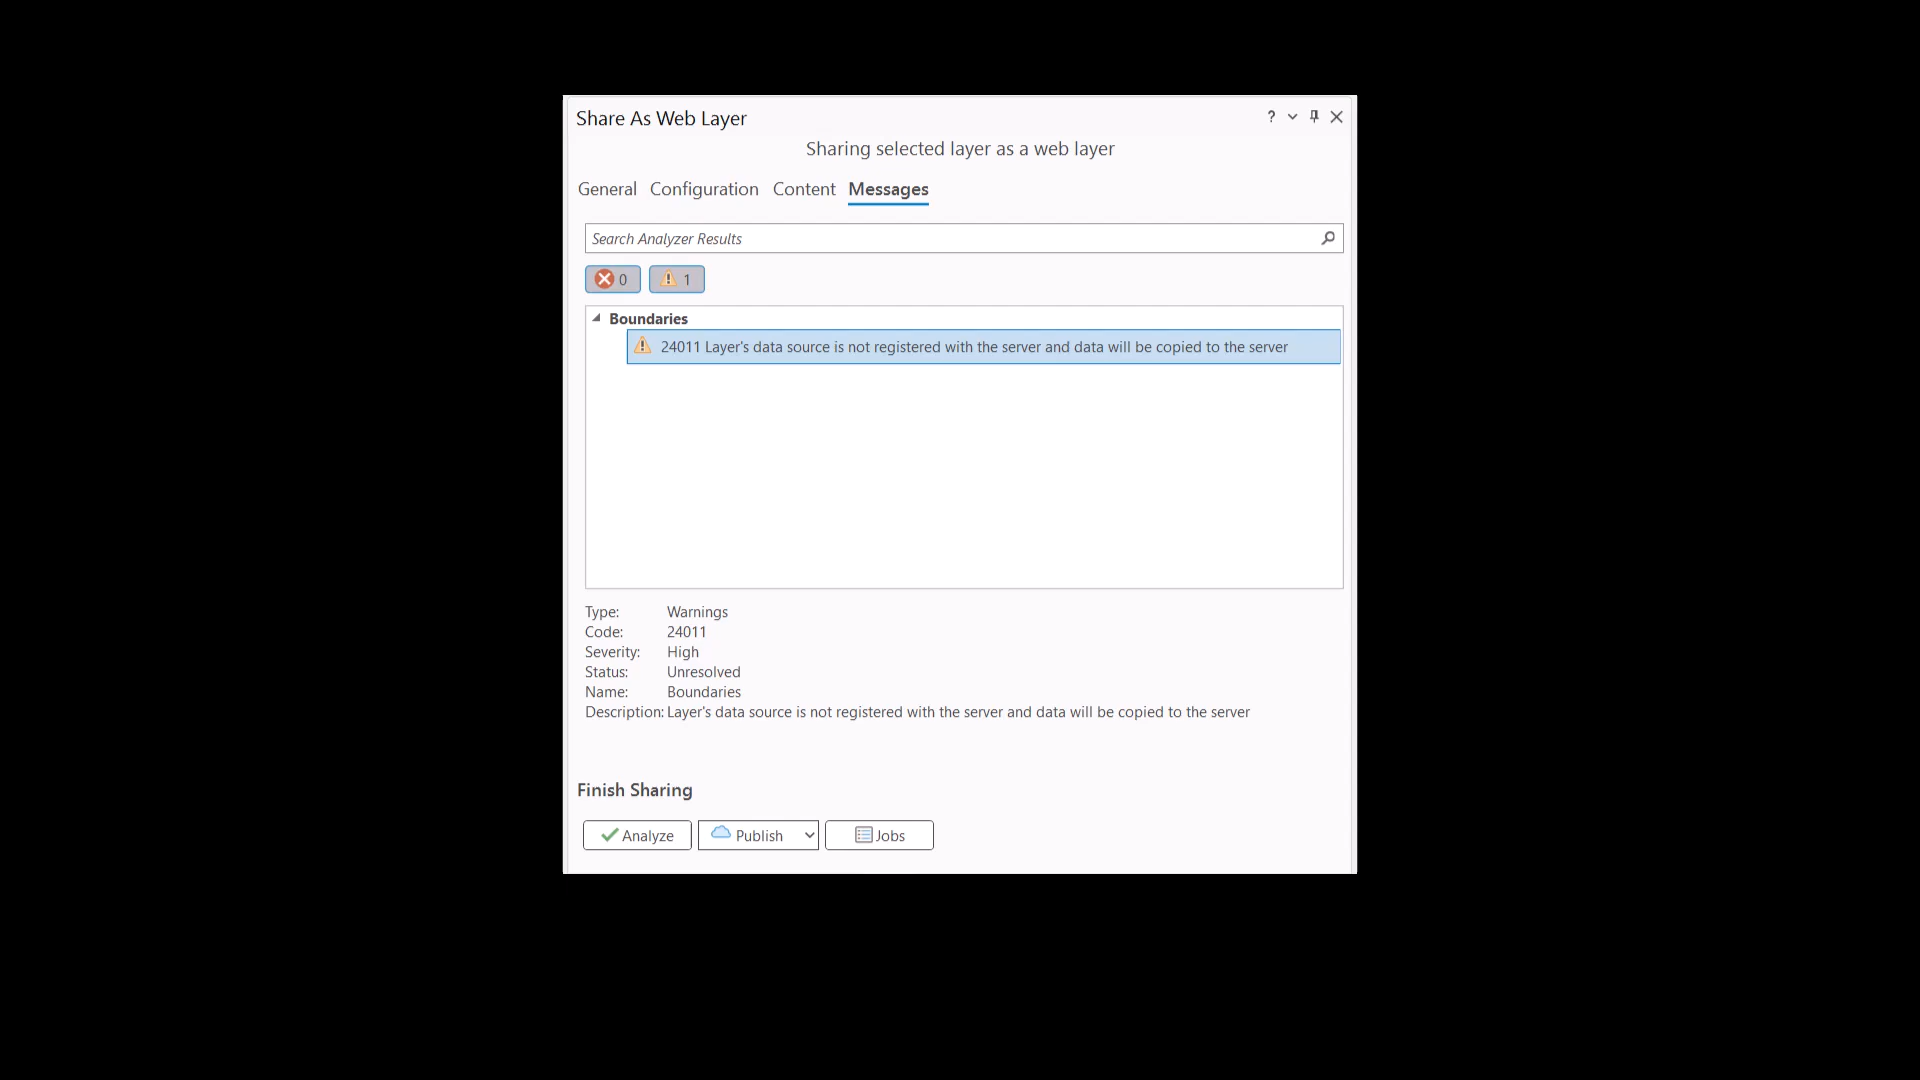 Share As Web Layer
?
Sharing selected layer as a web layer
General Configuration Content Messages
Search Analyzer Results
0 1
Boundaries
24011 Layer's data source is not registered with the server and data will be copied to the server
Type: Warnings
Code: 24011
Severity: High
Status: Unresolved
Name: Boundaries
Description: Layer's data source is not registered with the server and data will be copied to the server
Finish Sharing
Analyze Publish Jobs